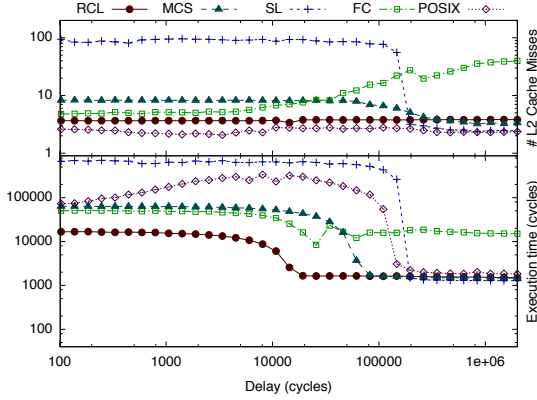 RCL MCS SL FC POSIX
100
10
1
# L2 Cache Misses
100000
10000
1000
100
Execution time (cycles)
100 1000 10000 100000 1e+06
Delay (cycles)